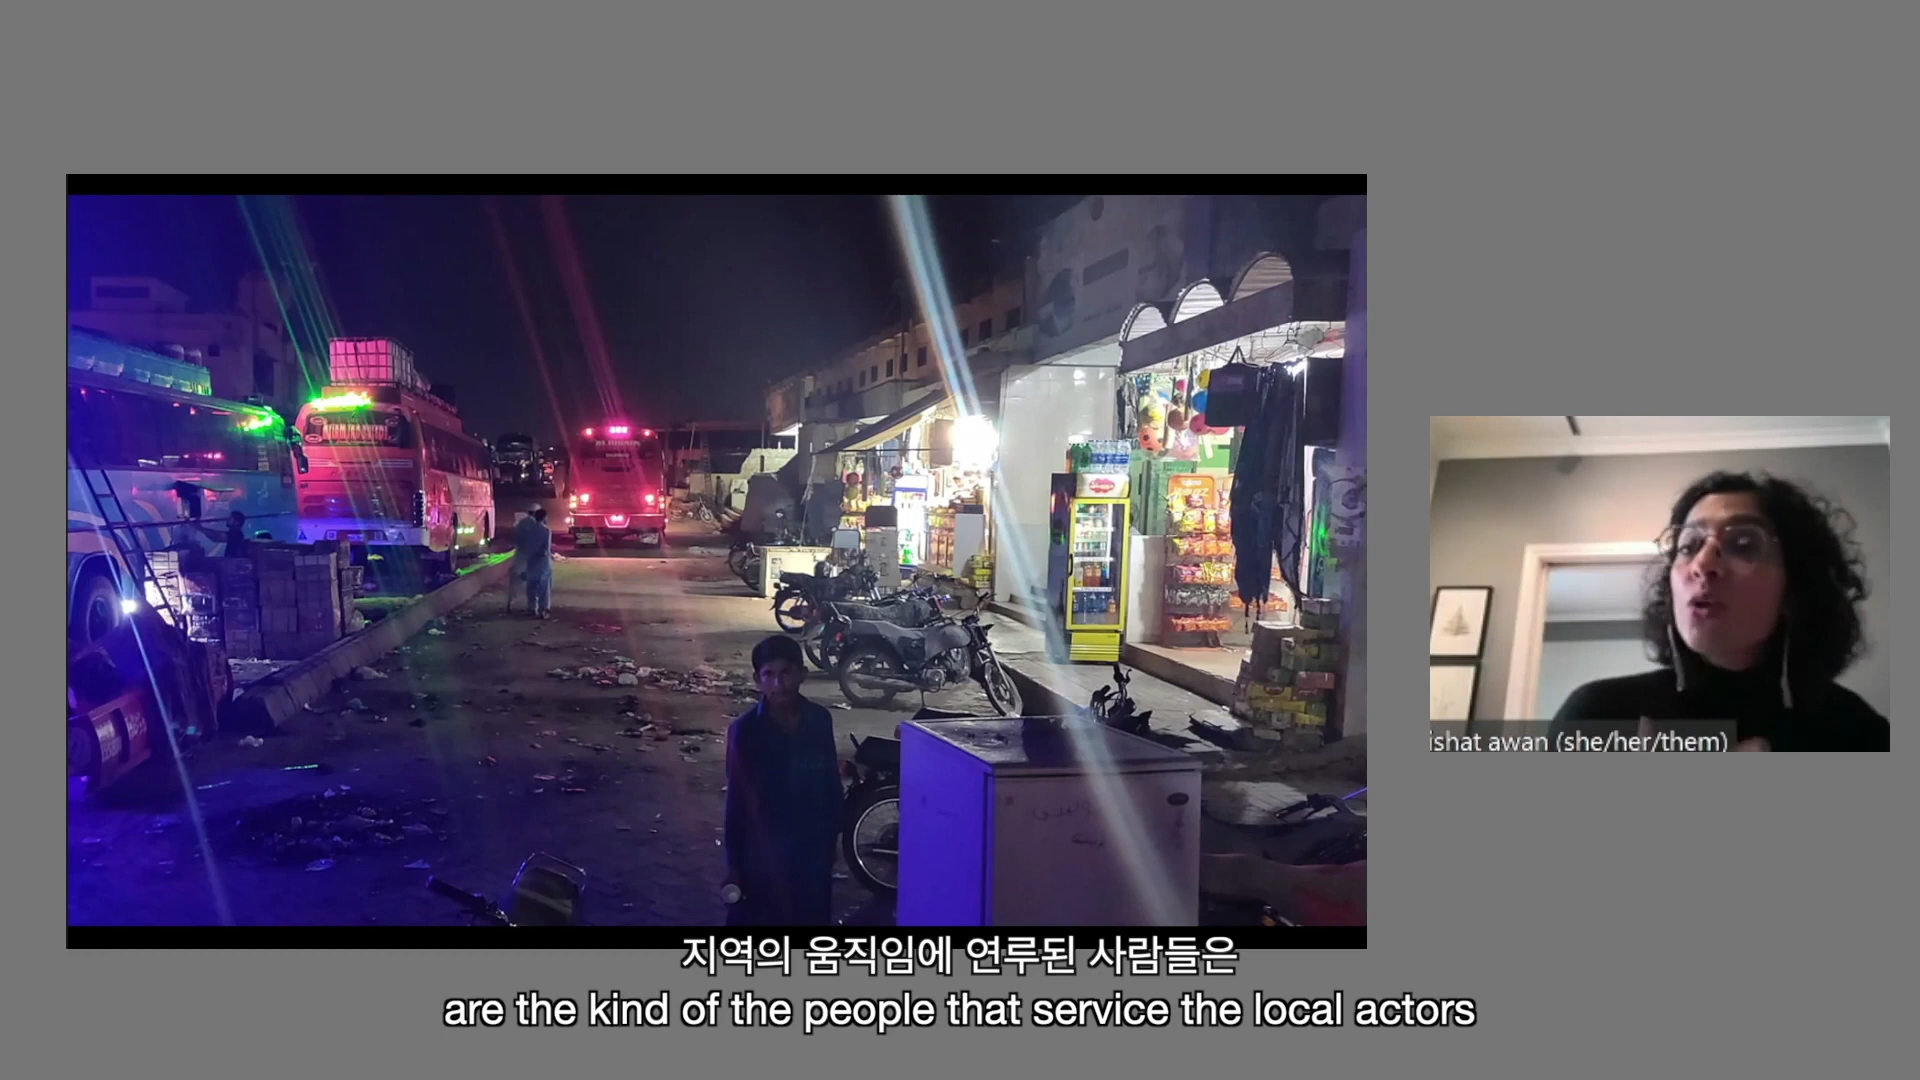 ishat awan (she/her/them)
지역의 움직임에 연루된 사람들은
are the kind of the people that service the local actors